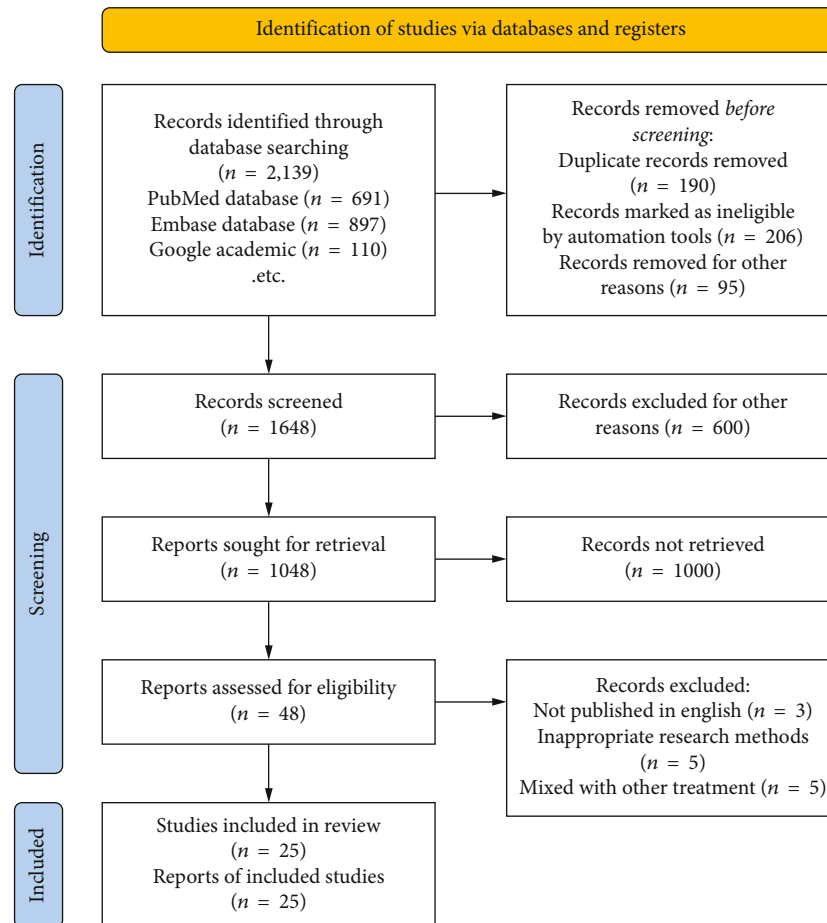 Identification of studies via databases and registers
Identification
Records identified through
database searching
(n = 2,139)
PubMed database (n = 691)
Embase database (n = 897)
Google academic (n = 110)
.etc.
Records removed before
screening:
Duplicate records removed
(n = 190)
Records marked as ineligible
by automation tools (n = 206)
Records removed for other
reasons (n = 95)
Screening
Records screened
(n = 1648)
Records excluded for other
reasons (n = 600)
Reports sought for retrieval
(n = 1048)
Records not retrieved
(n = 1000)
Reports assessed for eligibility
(n = 48)
Records excluded:
Not published in english (n = 3)
Inappropriate research methods
(n = 5)
Mixed with other treatment (n = 5)
Included
Studies included in review
(n = 25)
Reports of included studies
(n = 25)